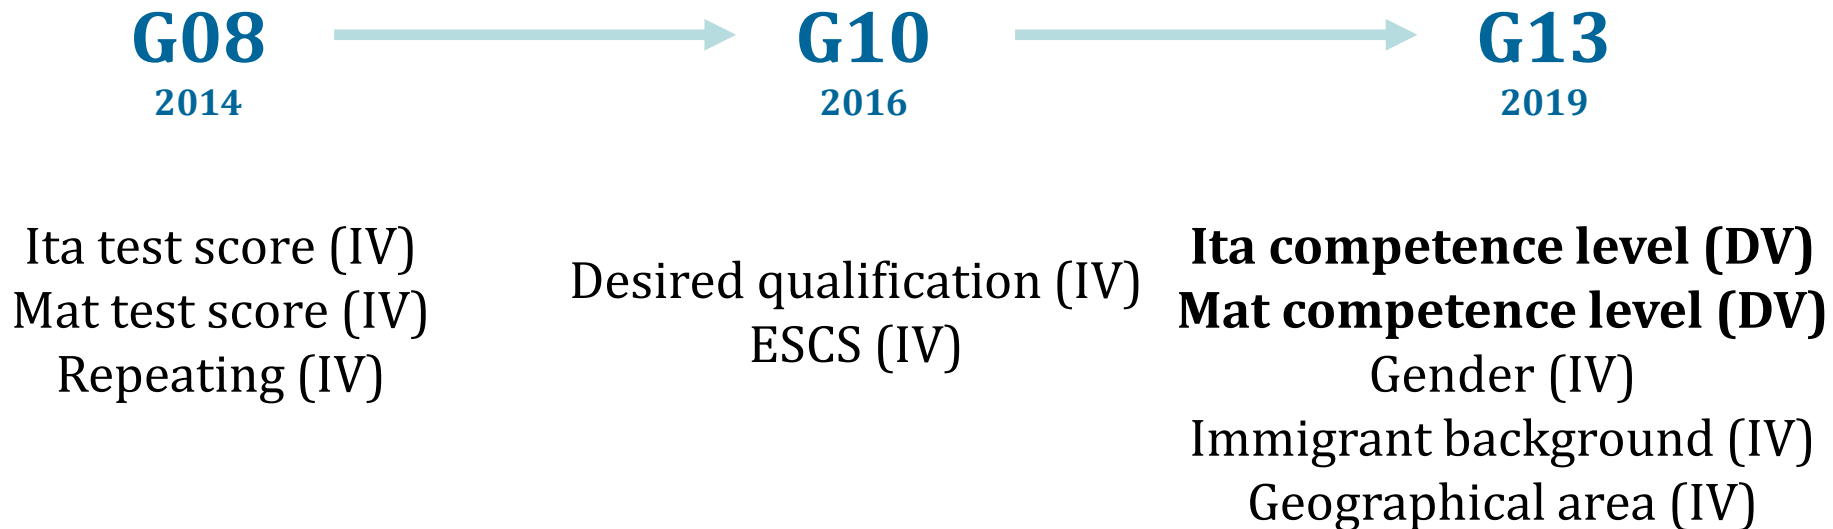 G08
2014
Ita test score (IV)
Mat test score (IV)
Repeating (IV)
G10
2016
Desired qualification (IV)
ESCS (IV)
G13
2019
Ita competence level (DV)
Mat competence level (DV)
Gender (IV)
Immigrant background (IV)
Geographical area (IV)